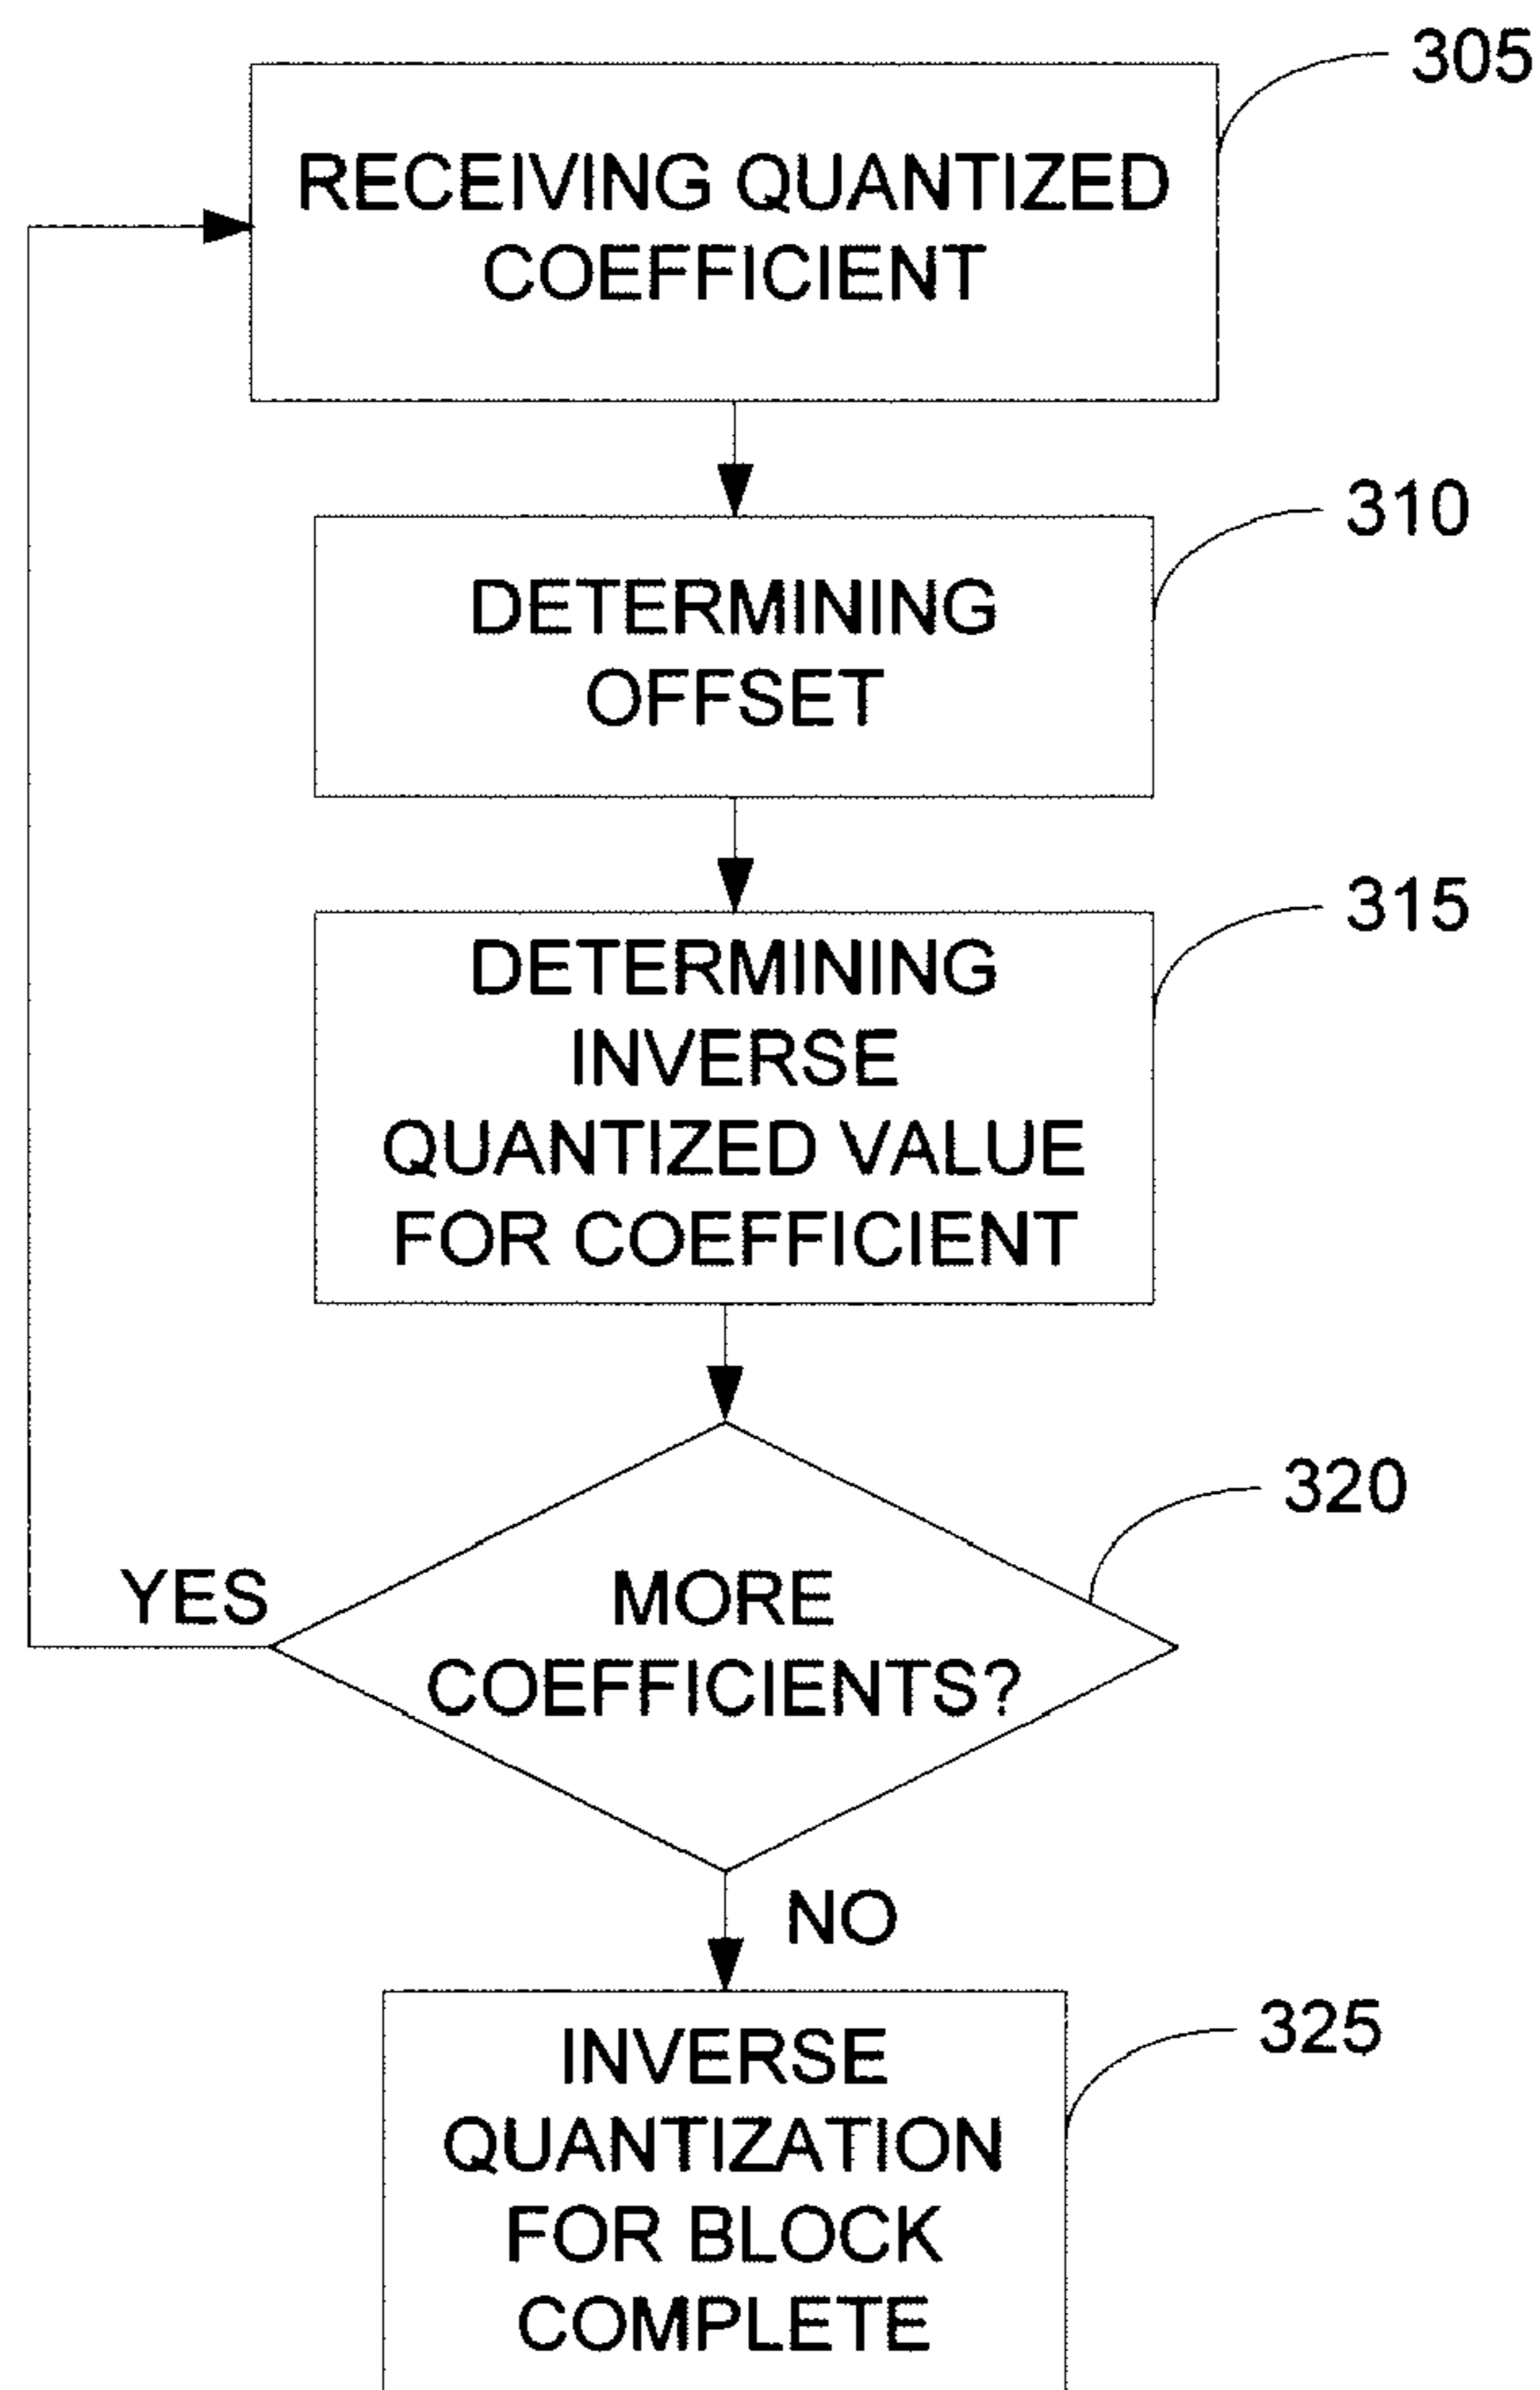 305
RECEIVING QUANTIZED
COEFFICIENT
310
DETERMINING
OFFSET
315
DETERMINING
INVERSE
QUANTIZED VALUE
FOR COEFFICIENT
320
YES
MORE
COEFFICIENTS?
NO
325
INVERSE
QUANTIZATION
FOR BLOCK
COMPLETE